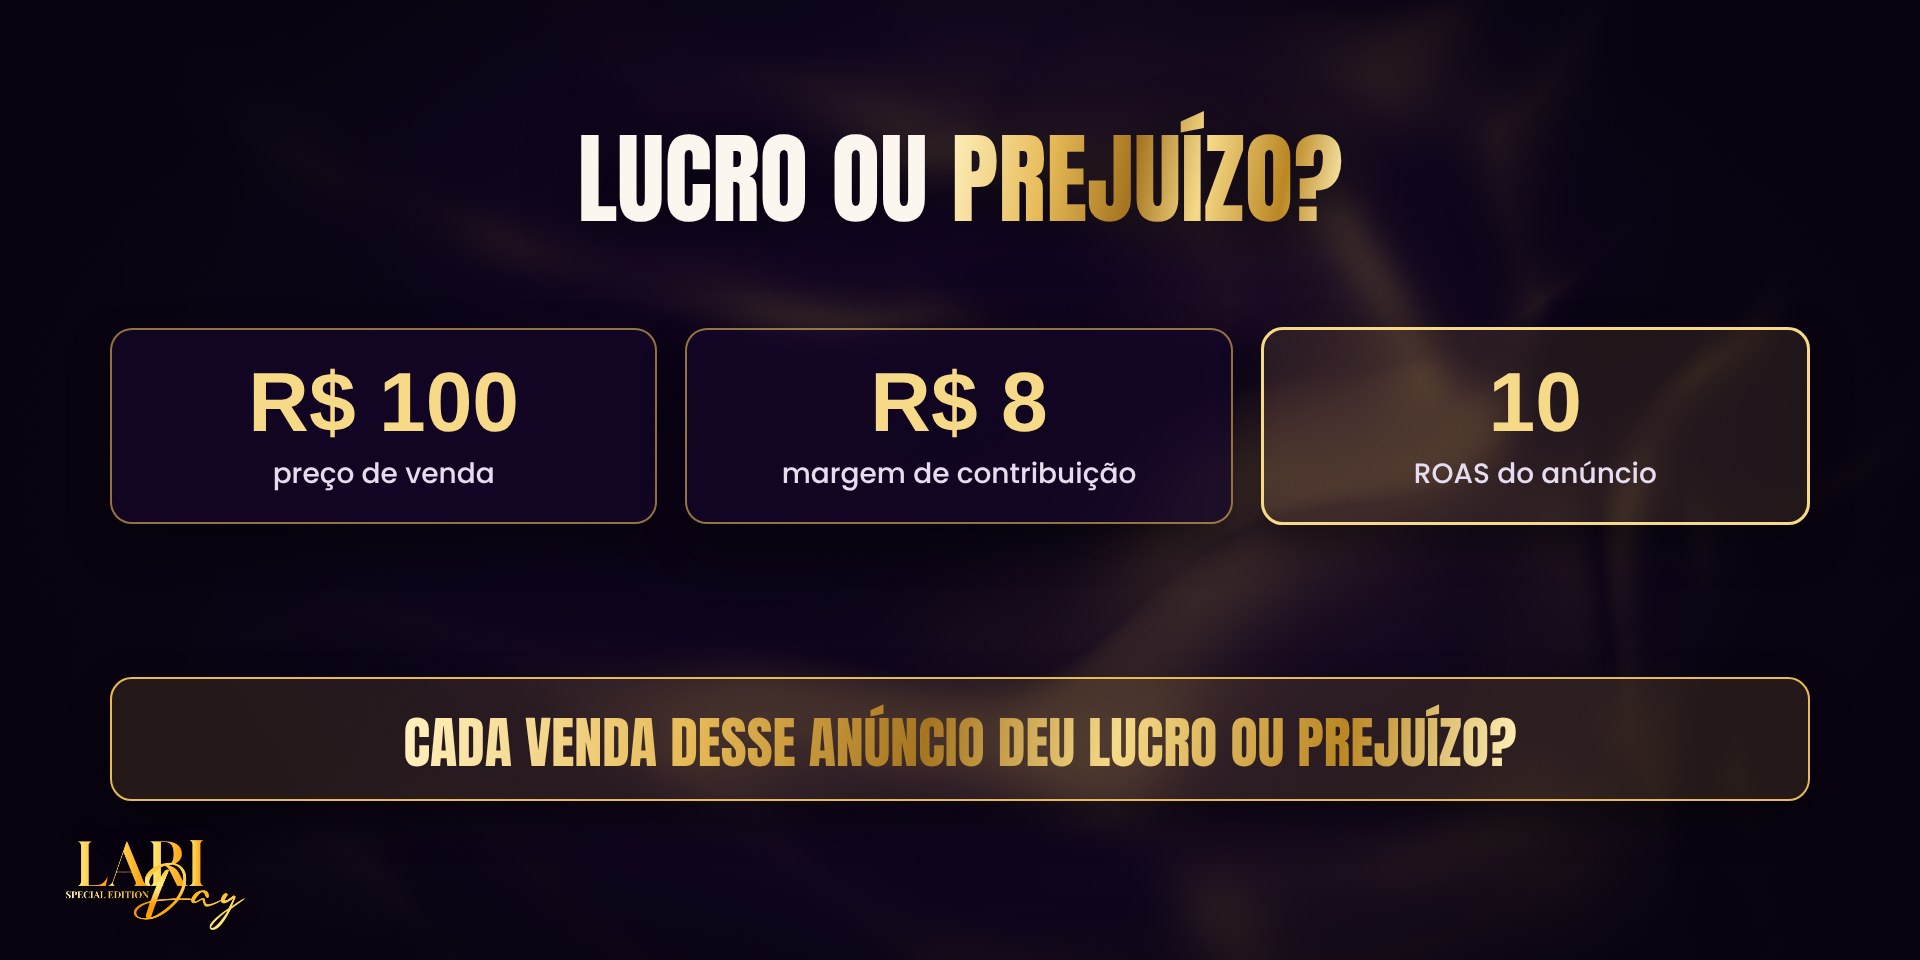 LUCRO OU PREJUÍZO?
R$ 100
preço de venda
R$ 8
margem de contribuição
10
ROAS do anúncio
CADA VENDA DESSE ANÚNCIO DEU LUCRO OU PREJUÍZO?
LABI
SPECIAL EDITION
Day